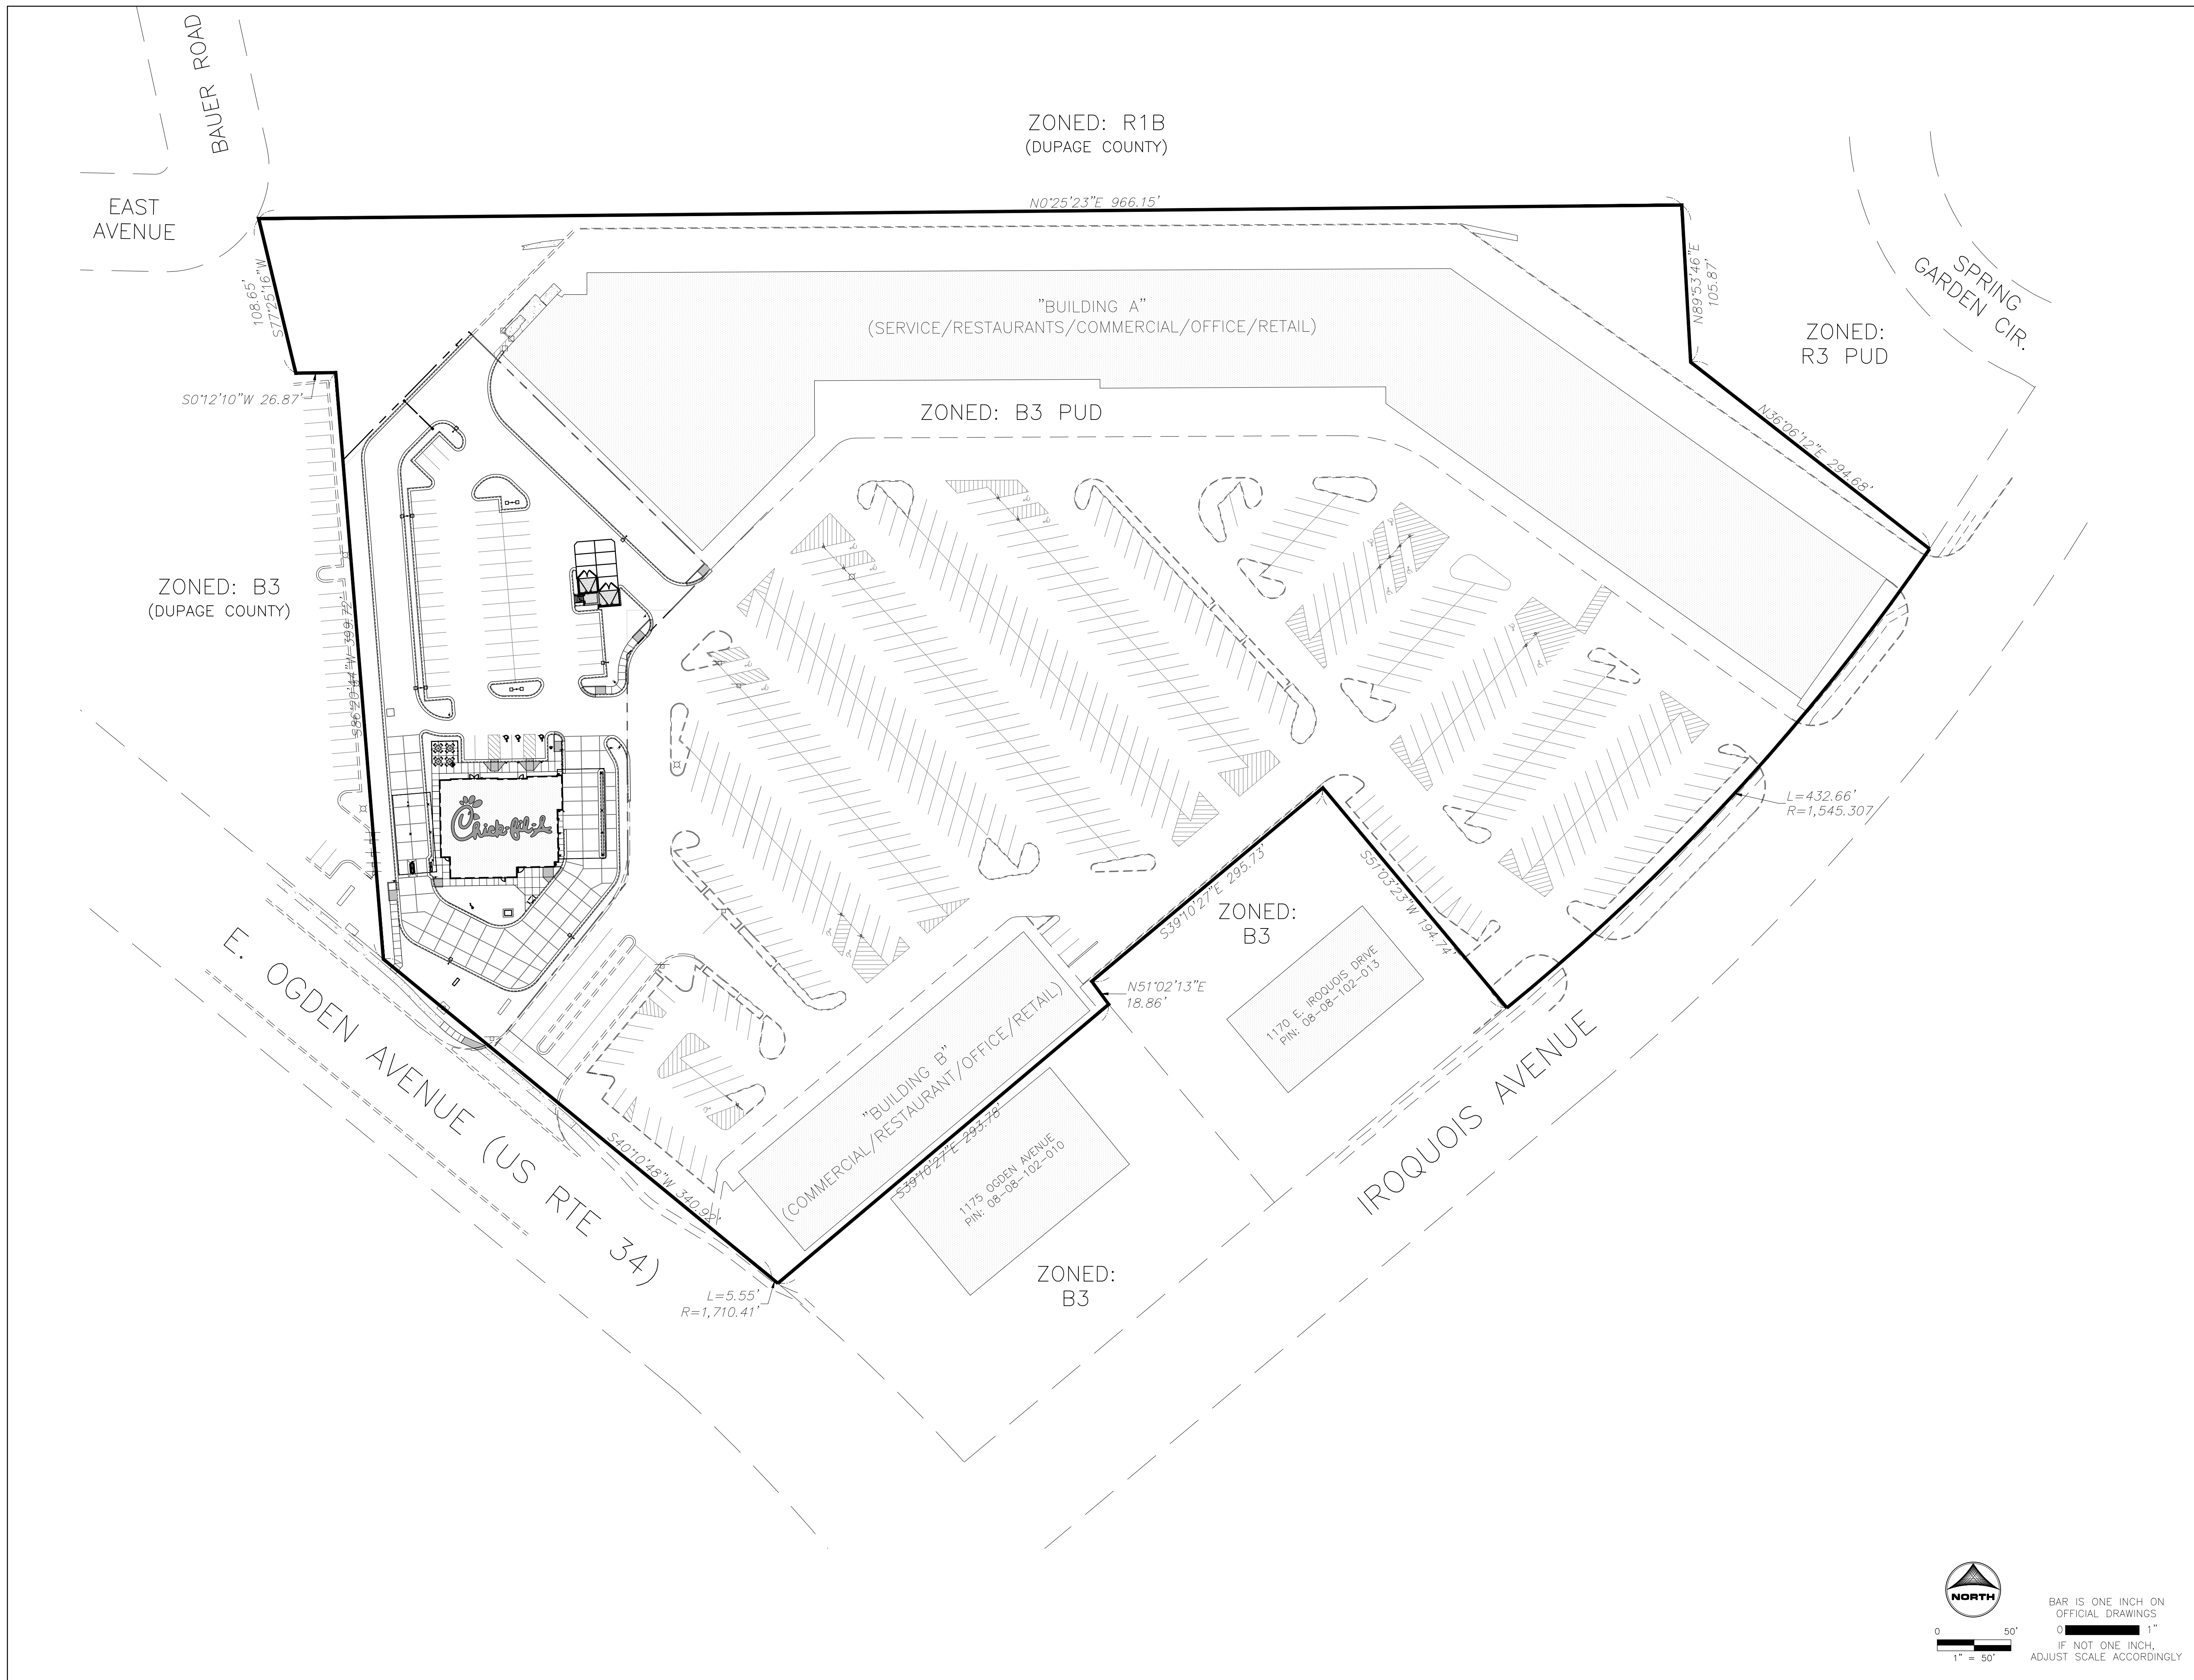 BAUER ROAD
EAST
AVENUE
ZONED: R1B
(DUPAGE COUNTY)
N0°25'23"E 966.15'
108.65'
S77°25'16"W
S0°12'10"W 26.87'
"BUILDING A"
(SERVICE/RESTAURANTS/COMMERCIAL/OFFICE/RETAIL)
ZONED: B3 PUD
N89°53'46"E
105.87'
SPRING
GARDEN CIR.
ZONED:
R3 PUD
N36°06'12"E 294.68'
ZONED: B3
(DUPAGE COUNTY)
S86°20'44"W 399.72'
Chick-fil-A
L=432.66'
R=1,545.307
S39°10'27"E 295.73'
S51°03'23"W 194.74'
ZONED:
B3
1170 E. IROQUOIS DRIVE
PIN: 08-08-102-013
N51°02'13"E
18.86'
E. OGDEN AVENUE (US RTE 34)
"BUILDING B"
(COMMERCIAL/RESTAURANT/OFFICE/RETAIL)
S39°10'27"E 293.78'
1175 OGDEN AVENUE
PIN: 08-08-102-010
S40°10'48"W 340.92'
IROQUOIS AVENUE
ZONED:
B3
L=5.55'
R=1,710.41'
NORTH
0 50'
1" = 50'
BAR IS ONE INCH ON
OFFICIAL DRAWINGS
0 1"
IF NOT ONE INCH,
ADJUST SCALE ACCORDINGLY